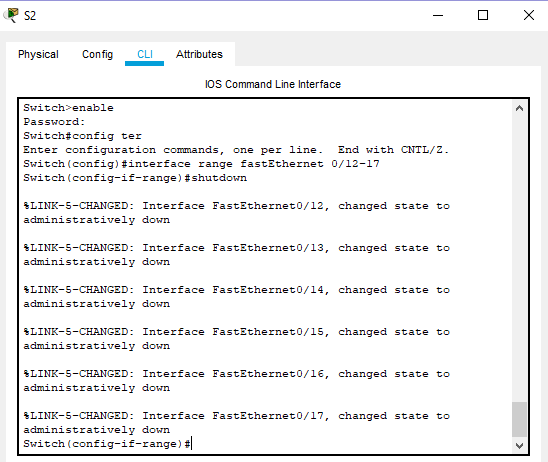 S2
Physical Config CLI Attributes
IOS Command Line Interface
Switch>enable
Password:
Switch#config ter
Enter configuration commands, one per line.  End with CNTL/Z.
Switch(config)#interface range fastEthernet 0/12-17
Switch(config-if-range)#shutdown
%LINK-5-CHANGED: Interface FastEthernet0/12, changed state to
administratively down
%LINK-5-CHANGED: Interface FastEthernet0/13, changed state to
administratively down
%LINK-5-CHANGED: Interface FastEthernet0/14, changed state to
administratively down
%LINK-5-CHANGED: Interface FastEthernet0/15, changed state to
administratively down
%LINK-5-CHANGED: Interface FastEthernet0/16, changed state to
administratively down
%LINK-5-CHANGED: Interface FastEthernet0/17, changed state to
administratively down
Switch(config-if-range)#